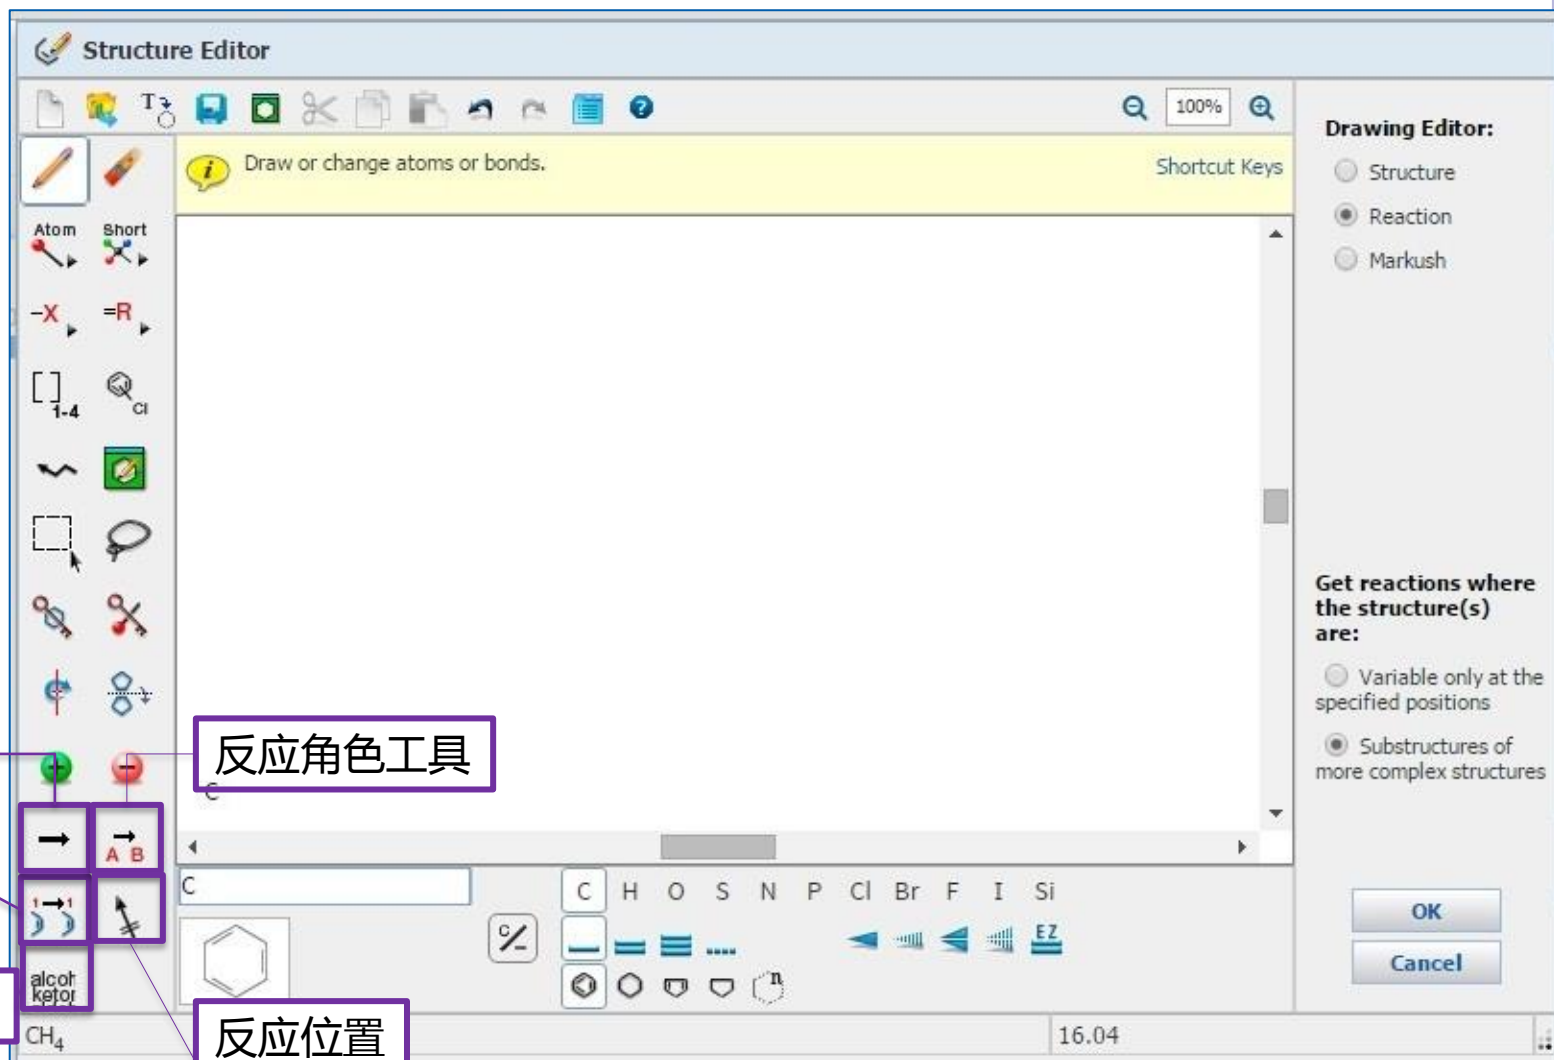 Structure Editor
T
100%
Draw or change atoms or bonds.
Shortcut Keys
Drawing Editor:
Structure
Reaction
Markush
Atom
Short
-X
=R
[ ]
1-4
Cl
反应角色工具
C
A B
1 1
alcoh
ketor
反应位置
Get reactions where
the structure(s)
are:
Variable only at the
specified positions
Substructures of
more complex structures
C
C/-
C H O S N P Cl Br F I Si
EZ
n
OK
Cancel
CH₄
16.04